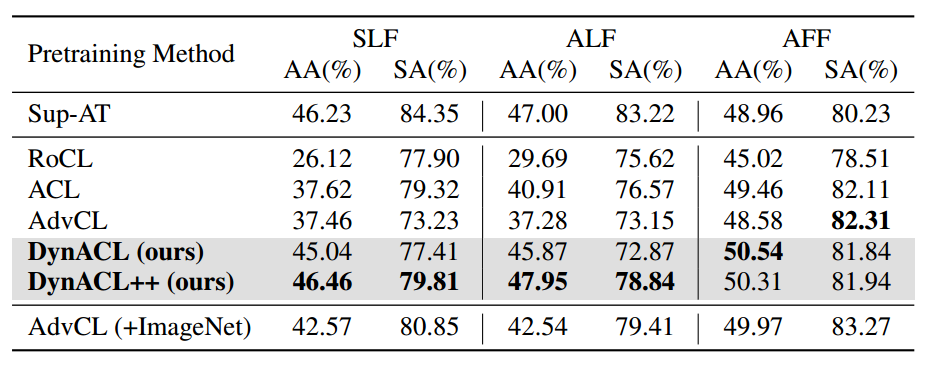 Pretraining Method SLF ALF AFF
AA(%) SA(%) AA(%) SA(%) AA(%) SA(%)
Sup-AT 46.23 84.35 47.00 83.22 48.96 80.23
RoCL 26.12 77.90 29.69 75.62 45.02 78.51
ACL 37.62 79.32 40.91 76.57 49.46 82.11
AdvCL 37.46 73.23 37.28 73.15 48.58 82.31
DynACL (ours) 45.04 77.41 45.87 72.87 50.54 81.84
DynACL++ (ours) 46.46 79.81 47.95 78.84 50.31 81.94
AdvCL (+ImageNet) 42.57 80.85 42.54 79.41 49.97 83.27